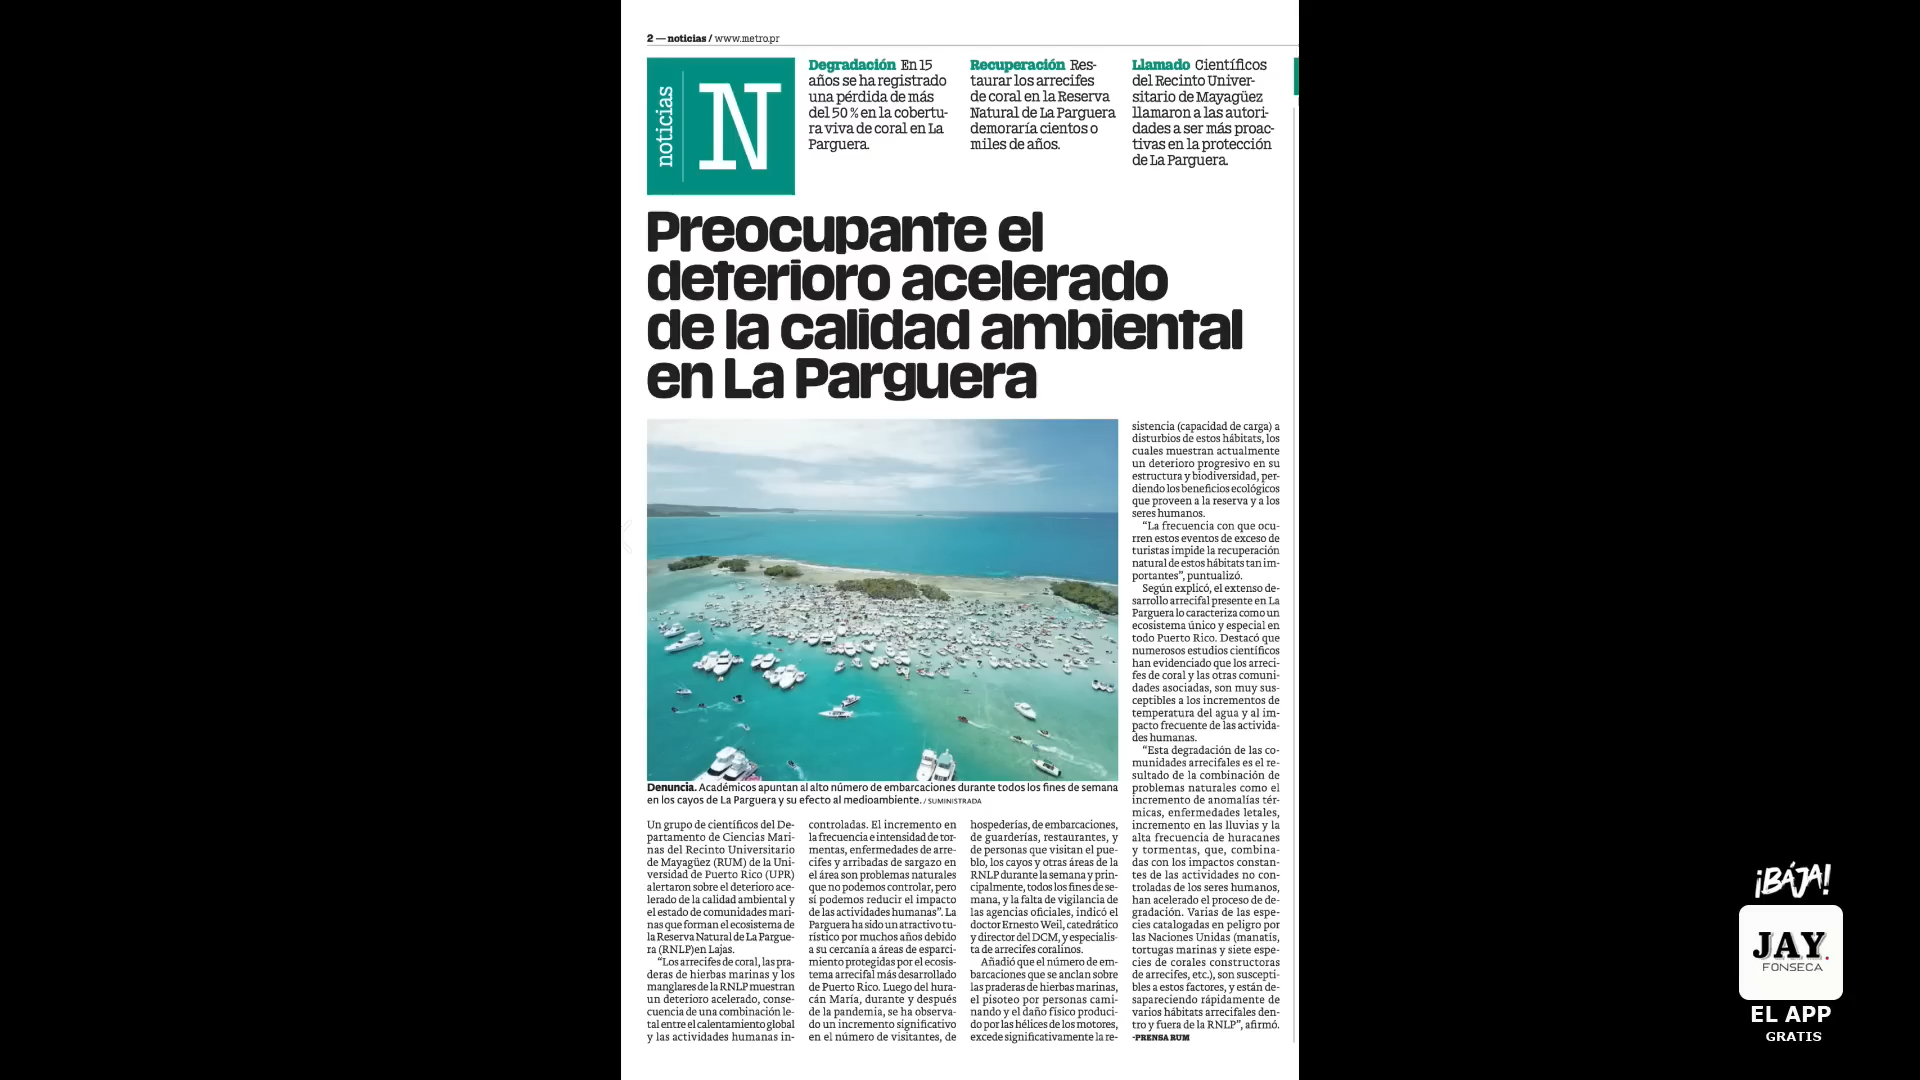 2 — noticias / www.metro.pr
noticias
N
Degradación En 15
años se ha registrado
una pérdida de más
del 50 % en la cobertu-
ra viva de coral en La
Parguera.
Recuperación Res-
taurar los arrecifes
de coral en la Reserva
Natural de La Parguera
demoraría cientos o
miles de años.
Llamado Científicos
del Recinto Univer-
sitario de Mayagüez
llamaron a las autori-
dades a ser más proac-
tivas en la protección
de La Parguera.
Preocupante el
deterioro acelerado
de la calidad ambiental
en La Parguera
Denuncia. Académicos apuntan al alto número de embarcaciones durante todos los fines de semana
en los cayos de La Parguera y su efecto al medioambiente. / SUMINISTRADA
Un grupo de científicos del De-
partamento de Ciencias Mari-
nas del Recinto Universitario
de Mayagüez (RUM) de la Uni-
versidad de Puerto Rico (UPR)
alertaron sobre el deterioro ace-
lerado de la calidad ambiental y
el estado de comunidades mari-
nas que forman el ecosistema de
la Reserva Natural de La Pargue-
ra (RNLP)en Lajas.
“Los arrecifes de coral, las pra-
deras de hierbas marinas y los
manglares de la RNLP muestran
un deterioro acelerado, conse-
cuencia de una combinación le-
tal entre el calentamiento global
y las actividades humanas in-
controladas. El incremento en
la frecuencia e intensidad de tor-
mentas, enfermedades de arre-
cifes y arribadas de sargazo en
el área son problemas naturales
que no podemos controlar, pero
sí podemos reducir el impacto
de las actividades humanas”. La
Parguera ha sido un atractivo tu-
rístico por muchos años debido
a su cercanía a áreas de esparci-
miento protegidas por el ecosis-
tema arrecifal más desarrollado
de Puerto Rico. Luego del hura-
cán María, durante y después
de la pandemia, se ha observa-
do un incremento significativo
en el número de visitantes, de
hospederías, de embarcaciones,
de guarderías, restaurantes, y
de personas que visitan el pue-
blo, los cayos y otras áreas de la
RNLP durante la semana y prin-
cipalmente, todos los fines de se-
mana, y la falta de vigilancia de
las agencias oficiales, indicó el
doctor Ernesto Weil, catedrático
y director del DCM, y especialis-
ta de arrecifes coralinos.
Añadió que el número de em-
barcaciones que se anclan sobre
las praderas de hierbas marinas,
el pisoteo por personas cami-
nando y el daño físico produci-
do por las hélices de los motores,
excede significativamente la re-
sistencia (capacidad de carga) a
disturbios de estos hábitats, los
cuales muestran actualmente
un deterioro progresivo en su
estructura y biodiversidad, per-
diendo los beneficios ecológicos
que proveen a la reserva y a los
seres humanos.
“La frecuencia con que ocu-
rren estos eventos de exceso de
turistas impide la recuperación
natural de estos hábitats tan im-
portantes”, puntualizó.
Según explicó, el extenso de-
sarrollo arrecifal presente en La
Parguera lo caracteriza como un
ecosistema único y especial en
todo Puerto Rico. Destacó que
numerosos estudios científicos
han evidenciado que los arreci-
fes de coral y las otras comuni-
dades asociadas, son muy sus-
ceptibles a los incrementos de
temperatura del agua y al im-
pacto frecuente de las activida-
des humanas.
“Esta degradación de las co-
munidades arrecifales es el re-
sultado de la combinación de
problemas naturales como el
incremento de anomalías tér-
micas, enfermedades letales,
incremento en las lluvias y la
alta frecuencia de huracanes
y tormentas, que, combina-
das con los impactos constan-
tes de las actividades no con-
troladas de los seres humanos,
han acelerado el proceso de de-
gradación. Varias de las espe-
cies catalogadas en peligro por
las Naciones Unidas (manatís,
tortugas marinas y siete espe-
cies de corales constructoras
de arrecifes, etc.), son suscepti-
bles a estos factores, y están de-
sapareciendo rápidamente de
varios hábitats arrecifales den-
tro y fuera de la RNLP”, afirmó.
-PRENSA RUM
¡BÁJA!
JAY.
FONSECA
EL APP
GRATIS